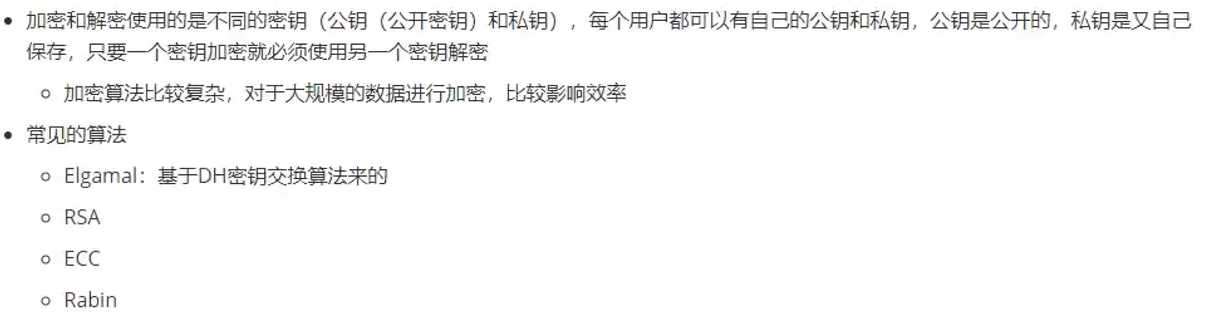 加密和解密使用的是不同的密钥（公钥（公开密钥）和私钥），每个用户都可以有自己的公钥和私钥，公钥是公开的，私钥是又自己
保存，只要一个密钥加密就必须使用另一个密钥解密
加密算法比较复杂，对于大规模的数据进行加密，比较影响效率
常见的算法
Elgamal：基于DH密钥交换算法来的
RSA
ECC
Rabin